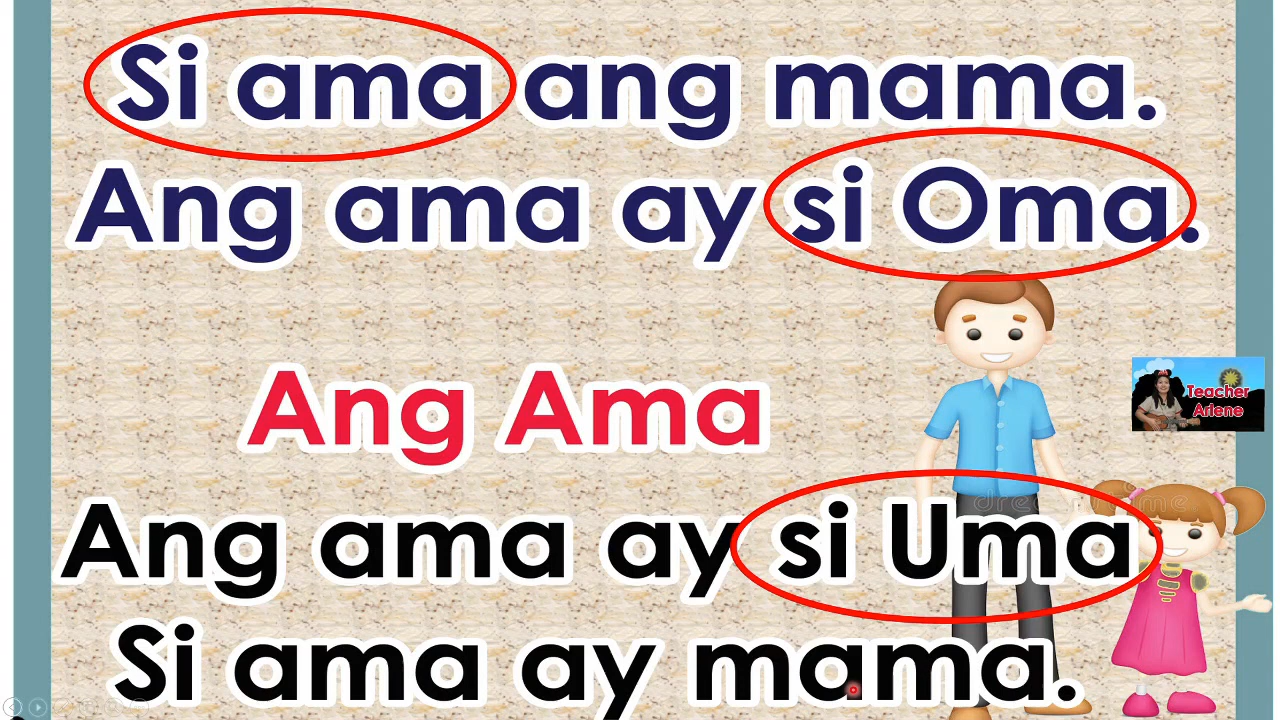 Si ama ang mama.
Ang ama ay si Oma.
Ang Ama
Teacher
Arlene
Ang ama ay si Uma
Si ama ay mama.